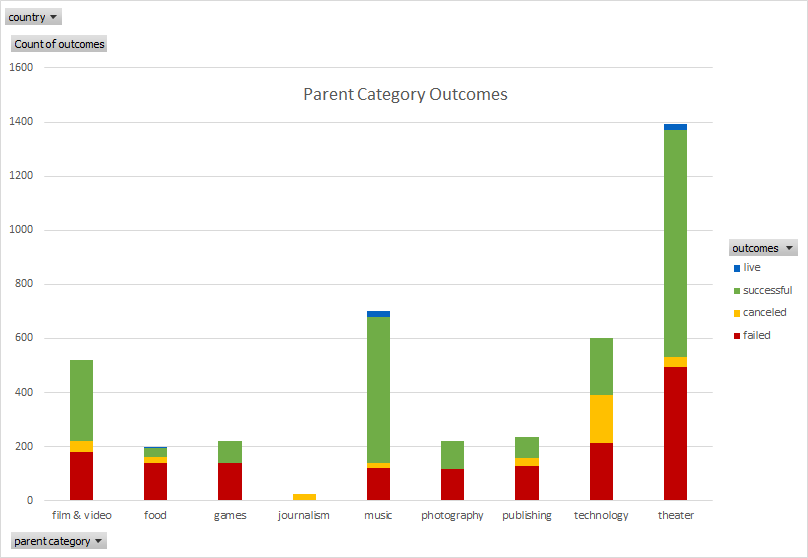 country
Count of outcomes
Parent Category Outcomes
1600
1400
1200
1000
800
600
400
200
0
film & video food games journalism music photography publishing technology theater
outcomes
live
successful
canceled
failed
parent category